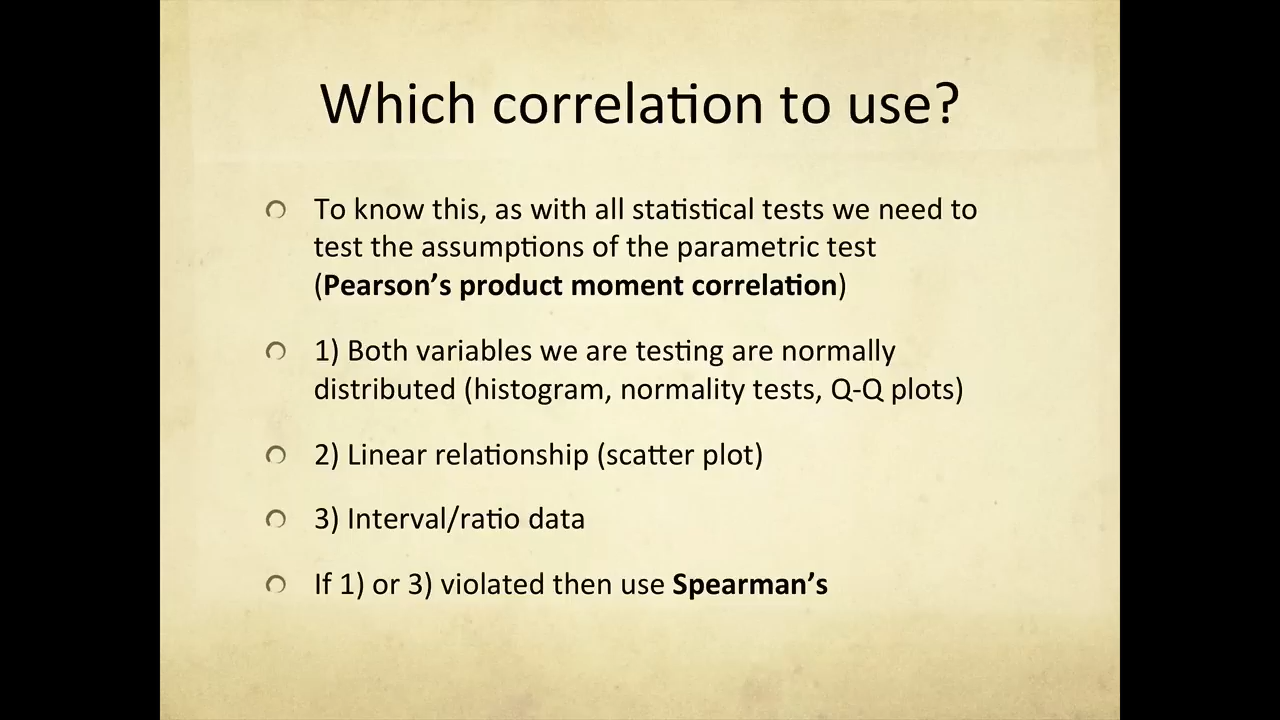 Which correlation to use?
To know this, as with all statistical tests we need to
test the assumptions of the parametric test
(Pearson’s product moment correlation)
1) Both variables we are testing are normally
distributed (histogram, normality tests, Q-Q plots)
2) Linear relationship (scatter plot)
3) Interval/ratio data
If 1) or 3) violated then use Spearman’s